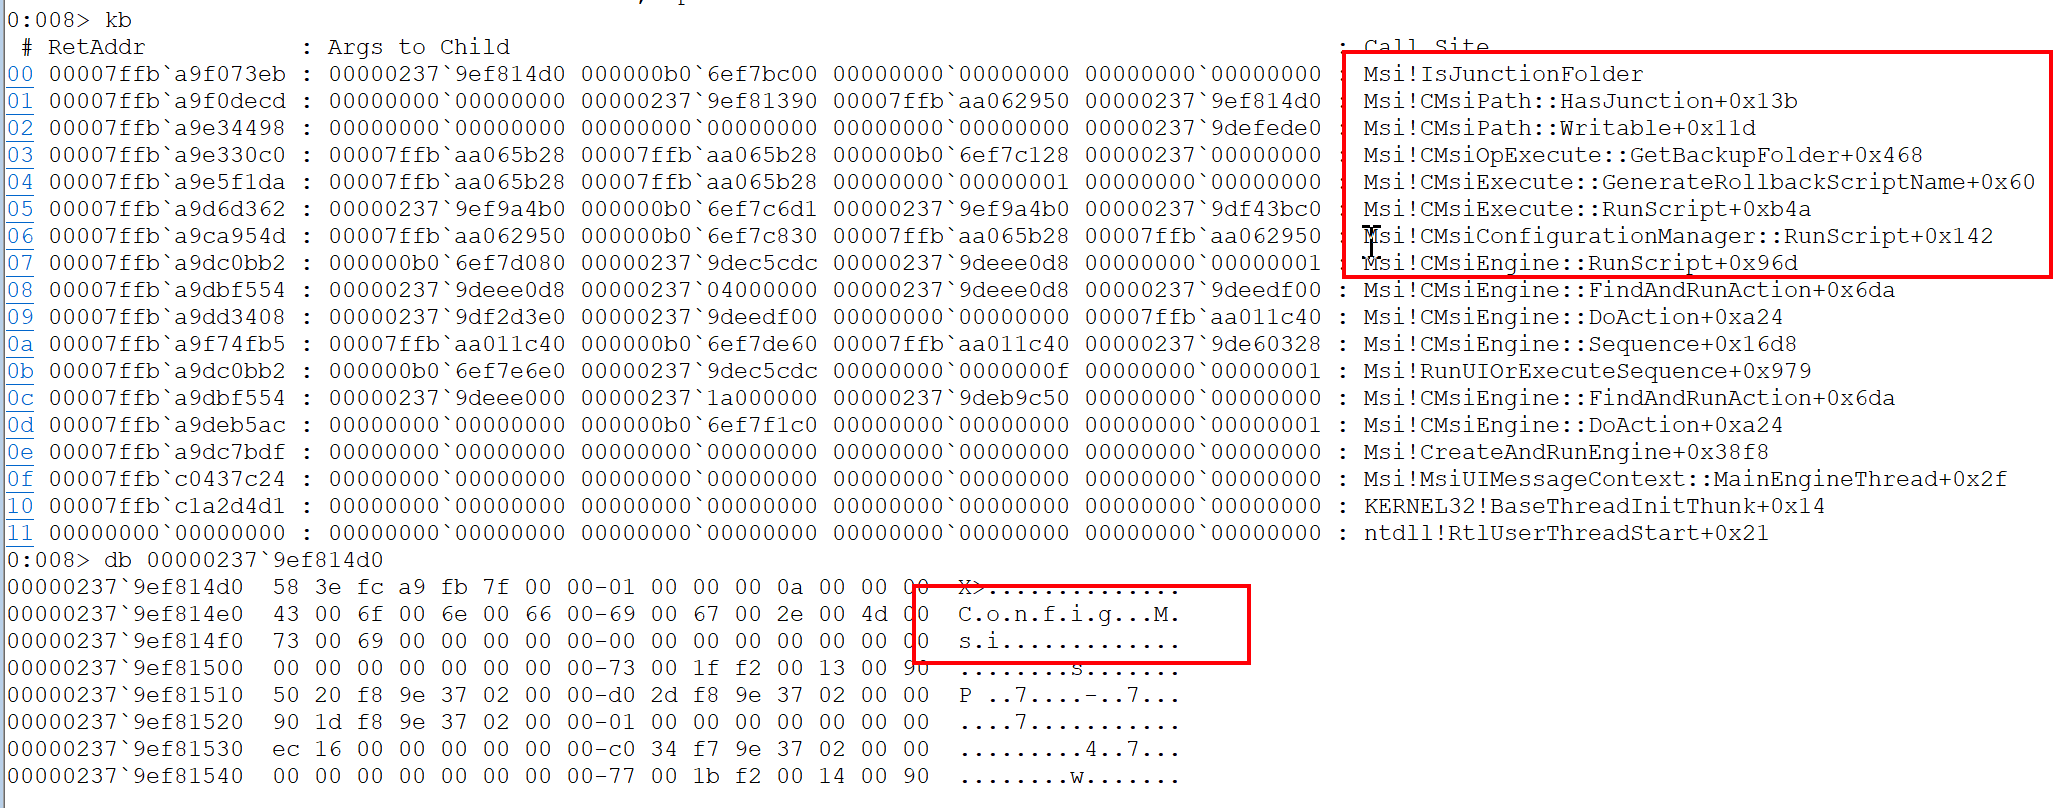 0:008> kb
# RetAddr : Args to Child : Call Site
00 00007ffb`a9f073eb : 00000237`9ef814d0 000000b0`6ef7bc00 00000000`00000000 00000000`00000000 : Msi!IsJunctionFolder
01 00007ffb`a9f0decd : 00000000`00000000 00000237`9ef81390 00007ffb`aa062950 00000237`9ef814d0 : Msi!CMsiPath::HasJunction+0x13b
02 00007ffb`a9e34498 : 00000000`00000000 00000000`00000000 00000000`00000000 00000237`9defede0 : Msi!CMsiPath::Writable+0x11d
03 00007ffb`a9e330c0 : 00007ffb`aa065b28 00007ffb`aa065b28 000000b0`6ef7c128 00000237`00000000 : Msi!CMsiOpExecute::GetBackupFolder+0x468
04 00007ffb`a9e5f1da : 00007ffb`aa065b28 00007ffb`aa065b28 00000000`00000001 00000000`00000000 : Msi!CMsiExecute::GenerateRollbackScriptName+0x60
05 00007ffb`a9d6d362 : 00000237`9ef9a4b0 000000b0`6ef7c6d1 00000237`9ef9a4b0 00000237`9df43bc0 : Msi!CMsiExecute::RunScript+0xb4a
06 00007ffb`a9ca954d : 00007ffb`aa062950 000000b0`6ef7c830 00007ffb`aa065b28 00007ffb`aa062950 : Msi!CMsiConfigurationManager::RunScript+0x142
07 00007ffb`a9dc0bb2 : 000000b0`6ef7d080 00000237`9dec5cdc 00000237`9deee0d8 00000000`00000001 : Msi!CMsiEngine::RunScript+0x96d
08 00007ffb`a9dbf554 : 00000237`9deee0d8 00000237`04000000 00000237`9deee0d8 00000237`9deedf00 : Msi!CMsiEngine::FindAndRunAction+0x6da
09 00007ffb`a9dd3408 : 00000237`9df2d3e0 00000237`9deedf00 00000000`00000000 00007ffb`aa011c40 : Msi!CMsiEngine::DoAction+0xa24
0a 00007ffb`a9f74fb5 : 00007ffb`aa011c40 000000b0`6ef7de60 00007ffb`aa011c40 00000237`9de60328 : Msi!CMsiEngine::Sequence+0x16d8
0b 00007ffb`a9dc0bb2 : 000000b0`6ef7e6e0 00000237`9dec5cdc 00000000`0000000f 00000000`00000001 : Msi!RunUIOrExecuteSequence+0x979
0c 00007ffb`a9dbf554 : 00000237`9deee000 00000237`1a000000 00000237`9deb9c50 00000000`00000000 : Msi!CMsiEngine::FindAndRunAction+0x6da
0d 00007ffb`a9deb5ac : 00000000`00000000 000000b0`6ef7f1c0 00000000`00000000 00000000`00000001 : Msi!CMsiEngine::DoAction+0xa24
0e 00007ffb`a9dc7bdf : 00000000`00000000 00000000`00000000 00000000`00000000 00000000`00000000 : Msi!CreateAndRunEngine+0x38f8
0f 00007ffb`c0437c24 : 00000000`00000000 00000000`00000000 00000000`00000000 00000000`00000000 : Msi!MsiUIMessageContext::MainEngineThread+0x2f
10 00007ffb`c1a2d4d1 : 00000000`00000000 00000000`00000000 00000000`00000000 00000000`00000000 : KERNEL32!BaseThreadInitThunk+0x14
11 00000000`00000000 : 00000000`00000000 00000000`00000000 00000000`00000000 00000000`00000000 : ntdll!RtlUserThreadStart+0x21
0:008> db 00000237`9ef814d0
00000237`9ef814d0 58 3e fc a9 fb 7f 00 00-01 00 00 00 0a 00 00 00 X>..............
00000237`9ef814e0 43 00 6f 00 6e 00 66 00-69 00 67 00 2e 00 4d 00 C.o.n.f.i.g...M.
00000237`9ef814f0 73 00 69 00 00 00 00 00-00 00 00 00 00 00 00 00 s.i.............
00000237`9ef81500 00 00 00 00 00 00 00 00-73 00 1f f2 00 13 00 90 ........s.......
00000237`9ef81510 50 20 f8 9e 37 02 00 00-d0 2d f8 9e 37 02 00 00 P ..7....-..7...
00000237`9ef81520 90 1d f8 9e 37 02 00 00-01 00 00 00 00 00 00 00 ....7...........
00000237`9ef81530 ec 16 00 00 00 00 00 00-c0 34 f7 9e 37 02 00 00 .........4..7...
00000237`9ef81540 00 00 00 00 00 00 00 00-77 00 1b f2 00 14 00 90 ........w.......